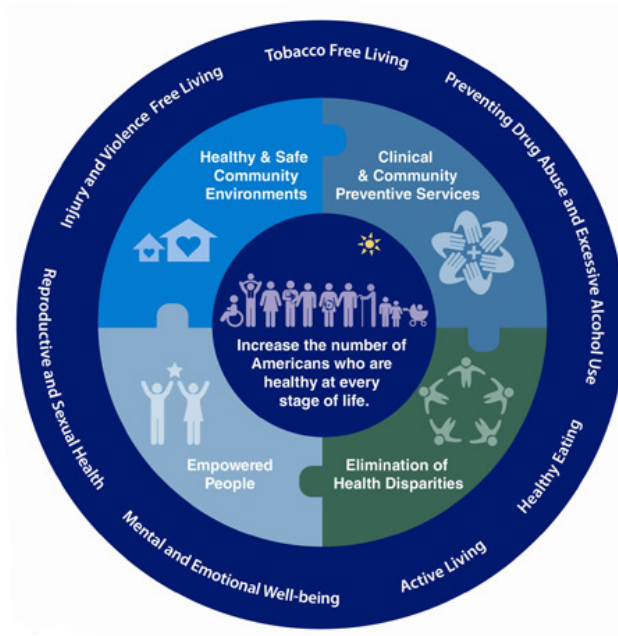 Tobacco Free Living
Preventing Drug Abuse and Excessive Alcohol Use
Healthy Eating
Active Living
Mental and Emotional Well-being
Reproductive and Sexual Health
Injury and Violence Free Living
Healthy & Safe
Community
Environments
Clinical
& Community
Preventive Services
Increase the number of
Americans who are
healthy at every
stage of life.
Empowered
People
Elimination of
Health Disparities